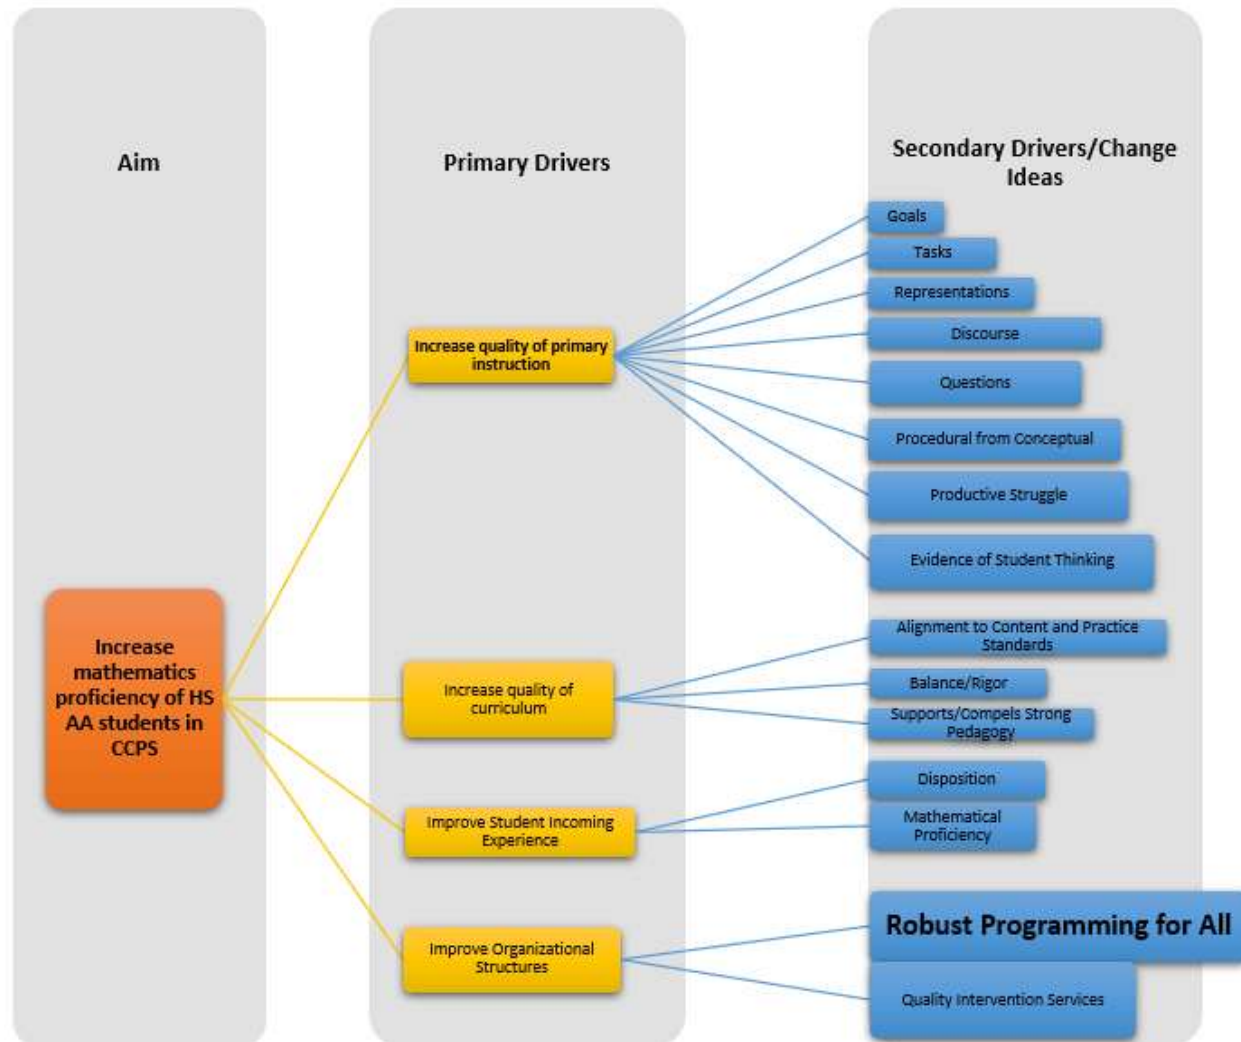 Aim
Primary Drivers
Secondary Drivers/Change
Ideas
Goals
Tasks
Representations
Discourse
Questions
Procedural from Conceptual
Productive Struggle
Evidence of Student Thinking
Increase quality of primary
instruction
Increase
mathematics
proficiency of HS
AA students in
CCPS
Increase quality of
curriculum
Alignment to Content and Practice
Standards
Balance/Rigor
Supports/Compels Strong
Pedagogy
Improve Student Incoming
Experience
Disposition
Mathematical
Proficiency
Improve Organizational
Structures
Robust Programming for All
Quality Intervention Services